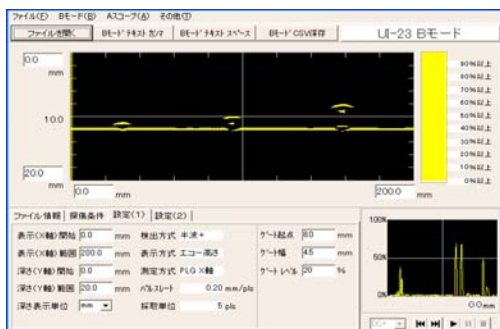 ファイル(F) Bモード(B) Aスコープ(A) その他(T)
ファイルを開く Bモードテキスト カンマ Bモードテキスト スペース BモードCSV保存 UI-23 Bモード
0.0
mm
10.0
20.0
mm
0.0 mm 200.0 mm
90%以上
80%以上
70%以上
60%以上
50%以上
40%以上
30%以上
20%以上
10%以上
0%以上
ファイル情報 探傷条件 設定(1) 設定(2)
表示(X軸)開始 0.0 mm 検出方式 半波+ ゲート起点 8.0 mm
表示(X軸)範囲 200.0 mm 表示方式 エコー高さ ゲート幅 4.5 mm
深さ(Y軸)開始 0.0 mm 測定方式 FLG X軸 ゲートレベル 20 %
深さ(Y軸)範囲 20.0 mm パルスレート 0.20 mm/pls
深さ表示単位 mm 採取単位 5 pls
100%
50%
0%
0.0mm